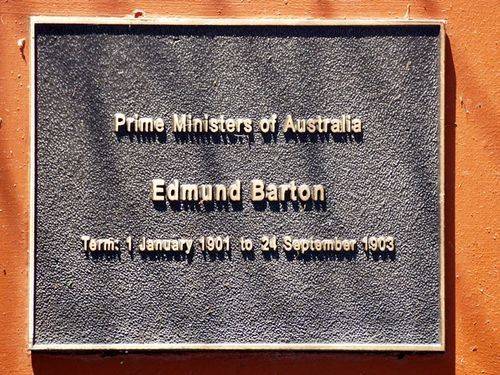 Prime Ministers of Australia
Edmund Barton
Term: 1 January 1901 to 24 September 1903